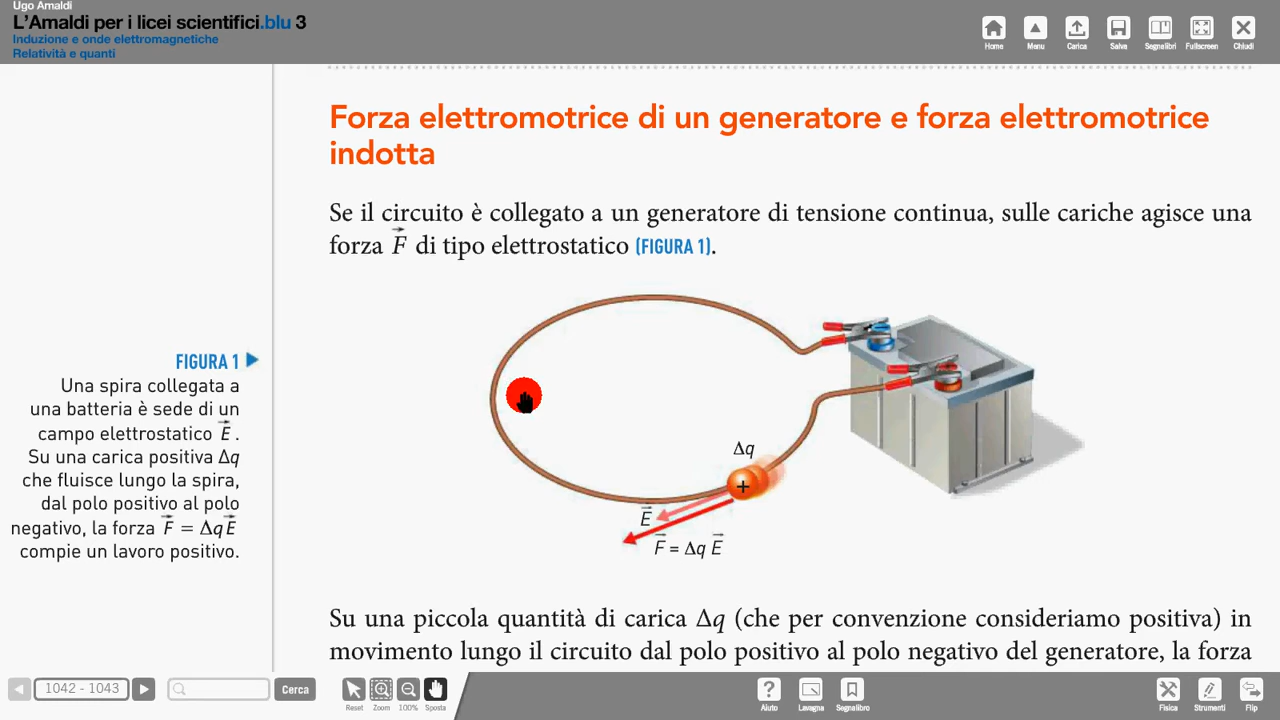 Ugo Amaldi
L'Amaldi per i licei scientifici.blu 3
Induzione e onde elettromagnetiche
Relatività e quanti
Home
Menu
Carica
Salva
Segnalibri
Fullscreen
Chiudi
Forza elettromotrice di un generatore e forza elettromotrice
indotta
Se il circuito è collegato a un generatore di tensione continua, sulle cariche agisce una
forza F⃗ di tipo elettrostatico (FIGURA 1).
FIGURA 1
Una spira collegata a
una batteria è sede di un
campo elettrostatico E⃗ .
Su una carica positiva Δq
che fluisce lungo la spira,
dal polo positivo al polo
negativo, la forza F⃗ = ΔqE⃗
compie un lavoro positivo.
Δq
+
E⃗
F⃗ = Δq E⃗
Su una piccola quantità di carica Δq (che per convenzione consideriamo positiva) in
movimento lungo il circuito dal polo positivo al polo negativo del generatore, la forza
1042 - 1043
Cerca
Reset
Zoom
100%
Sposta
?
Aiuto
Lavagna
Segnalibro
Fisica
Strumenti
Flip